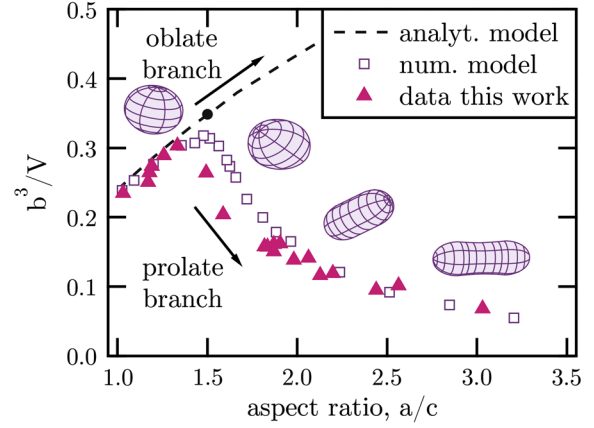 0.5
0.4
0.3
0.2
0.1
0.0
b³/V
oblate
branch
analyt. model
num. model
data this work
prolate
branch
1.0 1.5 2.0 2.5 3.0 3.5
aspect ratio, a/c